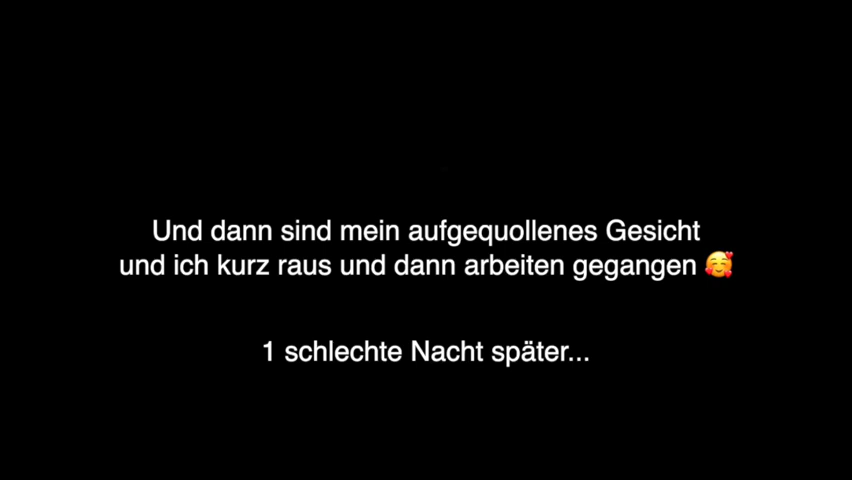 Und dann sind mein aufgequollenes Gesicht
und ich kurz raus und dann arbeiten gegangen 🥰
1 schlechte Nacht später...